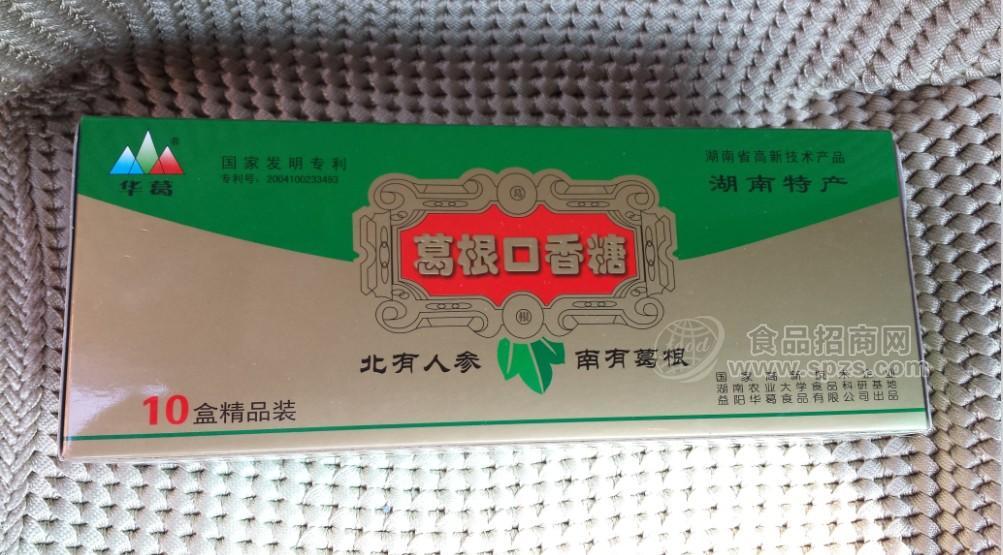 华葛
®
国家发明专利
专利号：2004100233493
湖南省高新技术产品
湖南特产
葛
葛根口香糖
根
北有人参
南有葛根
10盒精品装
湖南农业大学食品科研基地
益阳华葛食品有限公司出品
食品招商网
www.spzs.com